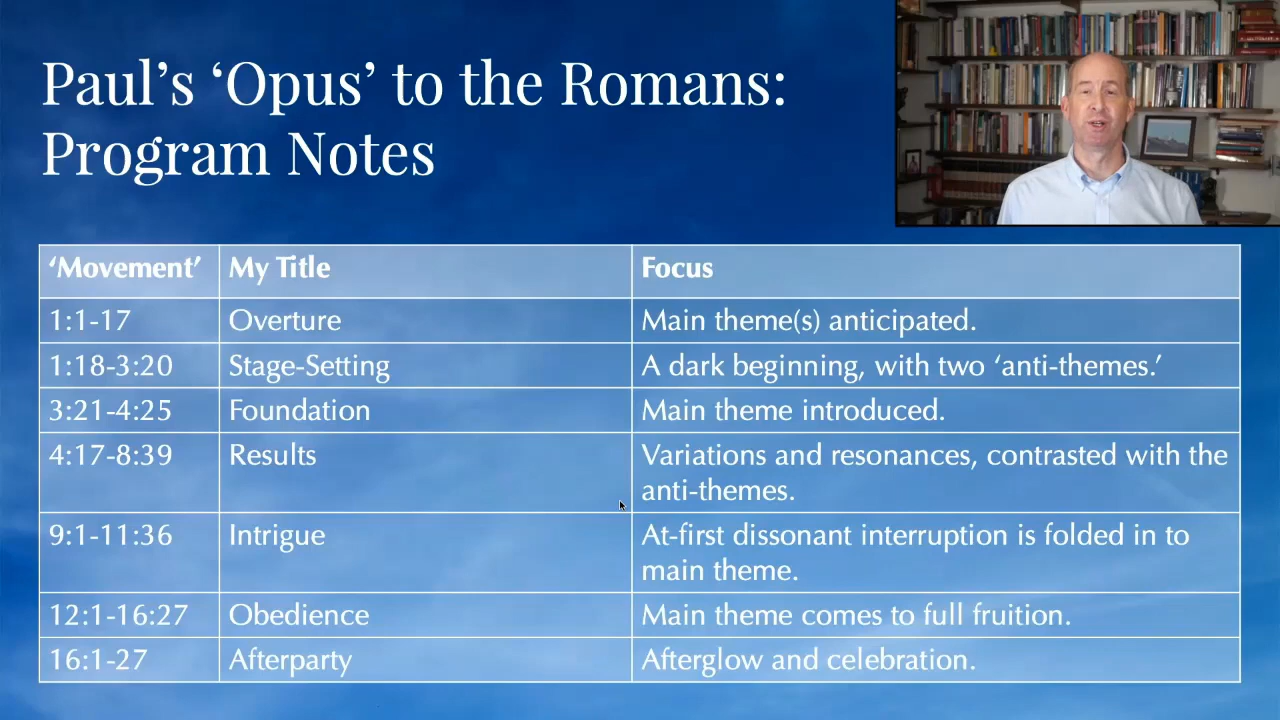 Paul’s ‘Opus’ to the Romans:
Program Notes
‘Movement’ My Title Focus
1:1-17 Overture Main theme(s) anticipated.
1:18-3:20 Stage-Setting A dark beginning, with two ‘anti-themes.’
3:21-4:25 Foundation Main theme introduced.
4:17-8:39 Results Variations and resonances, contrasted with the
anti-themes.
9:1-11:36 Intrigue At-first dissonant interruption is folded in to
main theme.
12:1-16:27 Obedience Main theme comes to full fruition.
16:1-27 Afterparty Afterglow and celebration.